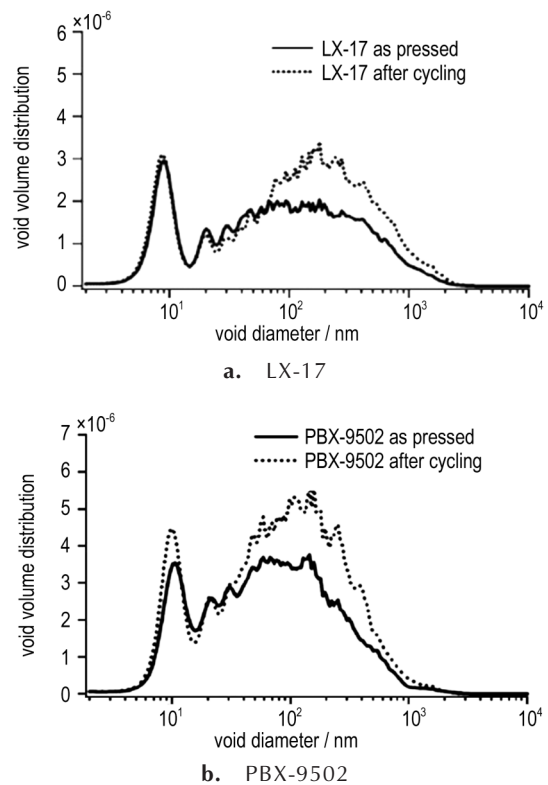 ×10⁻⁶
6
5
4
3
2
1
0
void volume distribution
LX-17 as pressed
LX-17 after cycling
10¹ 10² 10³ 10⁴
void diameter / nm
a. LX-17
×10⁻⁶
7
6
5
4
3
2
1
0
void volume distribution
PBX-9502 as pressed
PBX-9502 after cycling
10¹ 10² 10³ 10⁴
void diameter / nm
b. PBX-9502